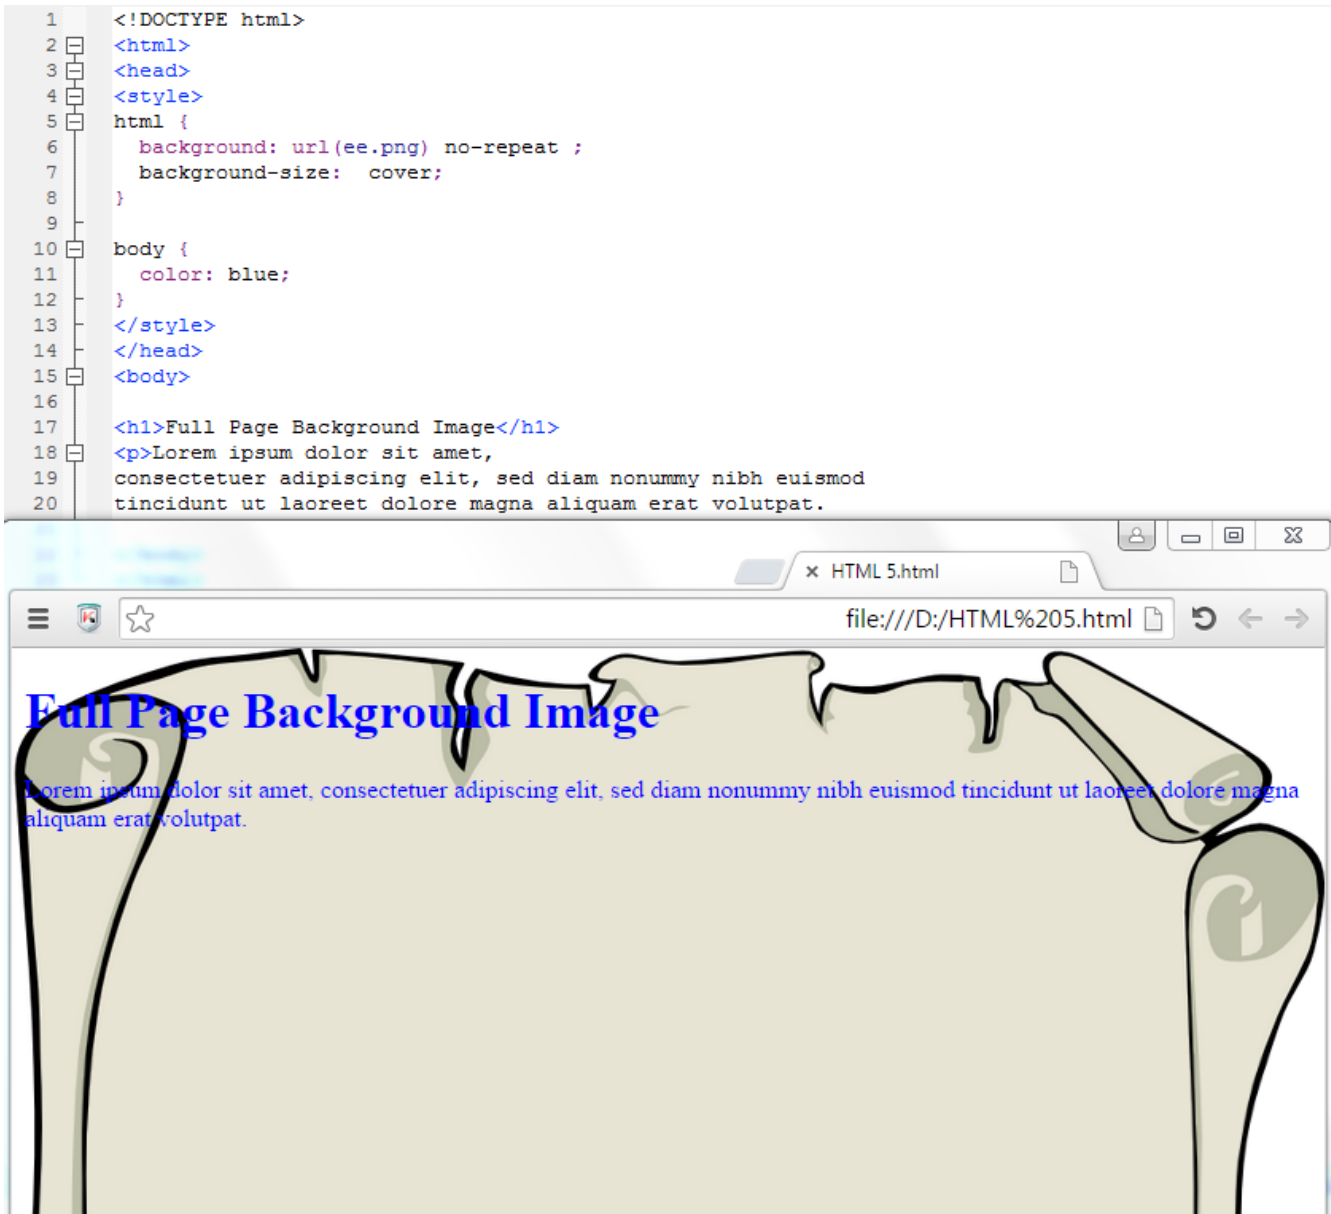 1 <!DOCTYPE html>
2 <html>
3 <head>
4 <style>
5 html {
6 background: url(ee.png) no-repeat ;
7 background-size:  cover;
8 }
9
10 body {
11 color: blue;
12 }
13 </style>
14 </head>
15 <body>
16
17 <h1>Full Page Background Image</h1>
18 <p>Lorem ipsum dolor sit amet,
19 consectetuer adipiscing elit, sed diam nonummy nibh euismod
20 tincidunt ut laoreet dolore magna aliquam erat volutpat.
HTML 5.html
file:///D:/HTML%205.html
Full Page Background Image
Lorem ipsum dolor sit amet, consectetuer adipiscing elit, sed diam nonummy nibh euismod tincidunt ut laoreet dolore magna
aliquam erat volutpat.